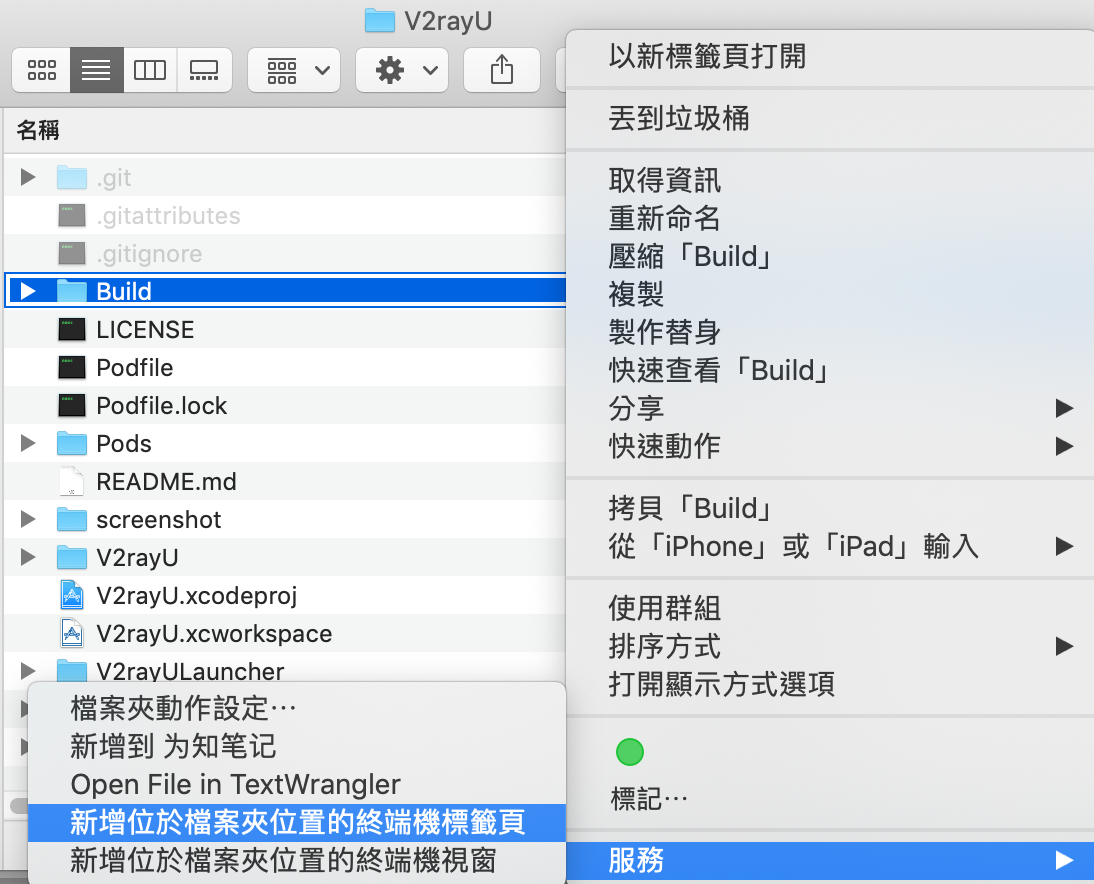 V2rayU
名稱
.git
.gitattributes
.gitignore
Build
LICENSE
Podfile
Podfile.lock
Pods
README.md
screenshot
V2rayU
V2rayU.xcodeproj
V2rayU.xcworkspace
V2rayULauncher
以新標籤頁打開
丟到垃圾桶
取得資訊
重新命名
壓縮「Build」
複製
製作替身
快速查看「Build」
分享
快速動作
拷貝「Build」
從「iPhone」或「iPad」輸入
使用群組
排序方式
打開顯示方式選項
標記⋯
服務
檔案夾動作設定⋯
新增到 为知笔记
Open File in TextWrangler
新增位於檔案夾位置的終端機標籤頁
新增位於檔案夾位置的終端機視窗